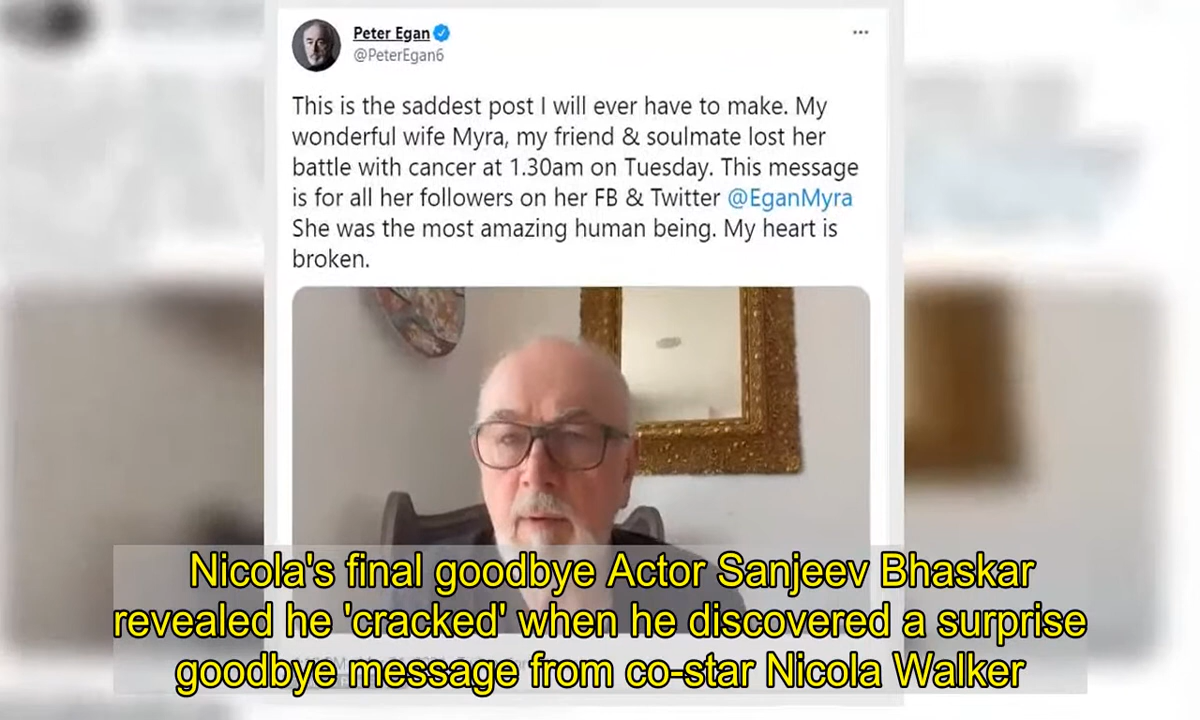 Peter Egan
@PeterEgan6
This is the saddest post I will ever have to make. My
wonderful wife Myra, my friend & soulmate lost her
battle with cancer at 1.30am on Tuesday. This message
is for all her followers on her FB & Twitter @EganMyra
She was the most amazing human being. My heart is
broken.
Nicola's final goodbye Actor Sanjeev Bhaskar
revealed he 'cracked' when he discovered a surprise
goodbye message from co-star Nicola Walker